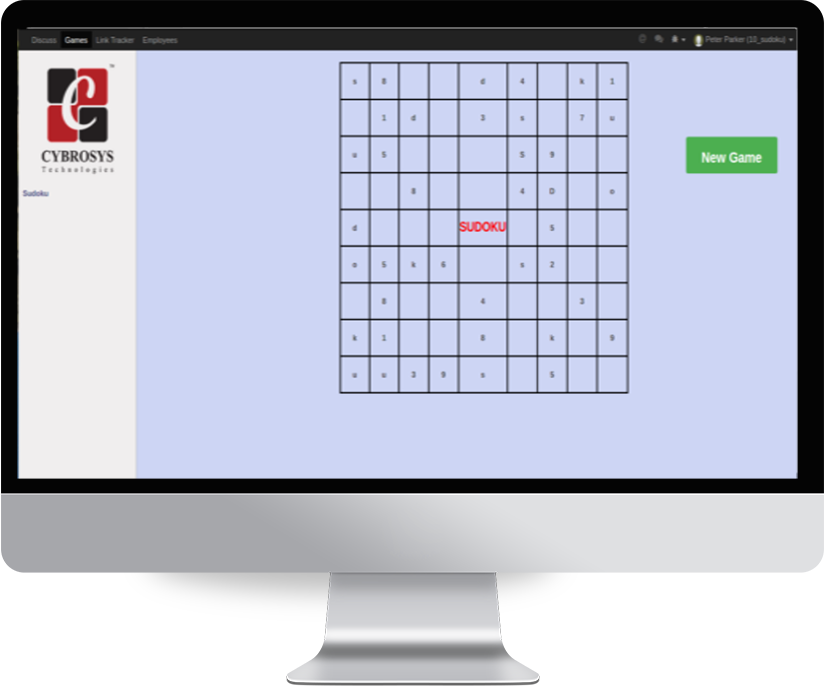 Discuss Games Link Tracker Employees Peter Parker (10_sudoku)
CYBROSYS
Technologies
Sudoku
New Game
s 8 d 4 k 1
1 d 3 s 7 u
u 5 5 9
8 4 D o
d SUDOKU 5
o 5 k 6 s 2
8 4 3
k 1 8 k 9
u u 3 9 s 5